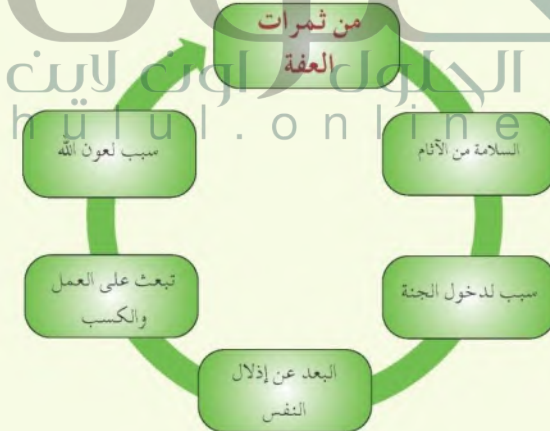 من ثمرات
العفة
الحلول اون لاين
hulul.online
السلامة من الآثام
سبب لدخول الجنة
البعد عن إذلال
النفس
تبعث على العمل
والكسب
سبب لعون الله